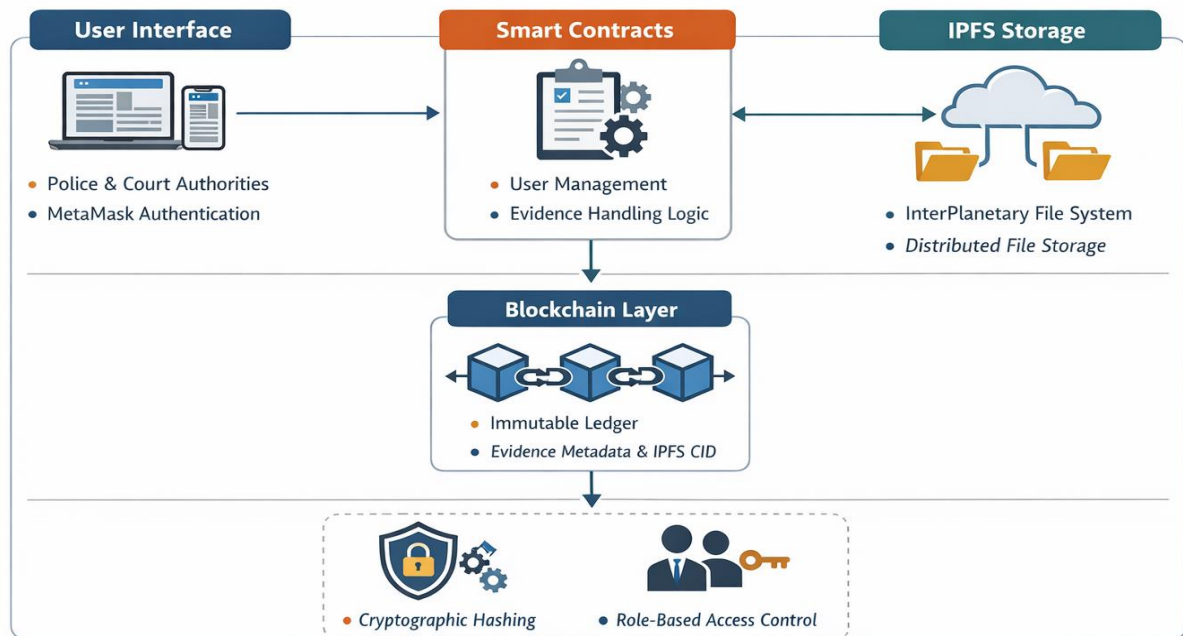 User Interface
Smart Contracts
IPFS Storage
• Police & Court Authorities
• MetaMask Authentication
• User Management
• Evidence Handling Logic
• InterPlanetary File System
• Distributed File Storage
Blockchain Layer
• Immutable Ledger
• Evidence Metadata & IPFS CID
• Cryptographic Hashing
• Role-Based Access Control